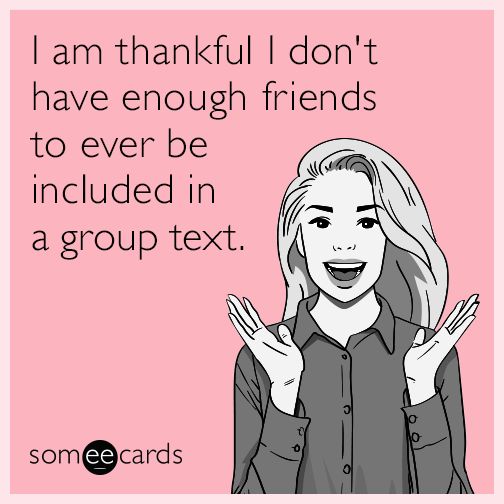 I am thankful I don't
have enough friends
to ever be
included in
a group text.
someecards